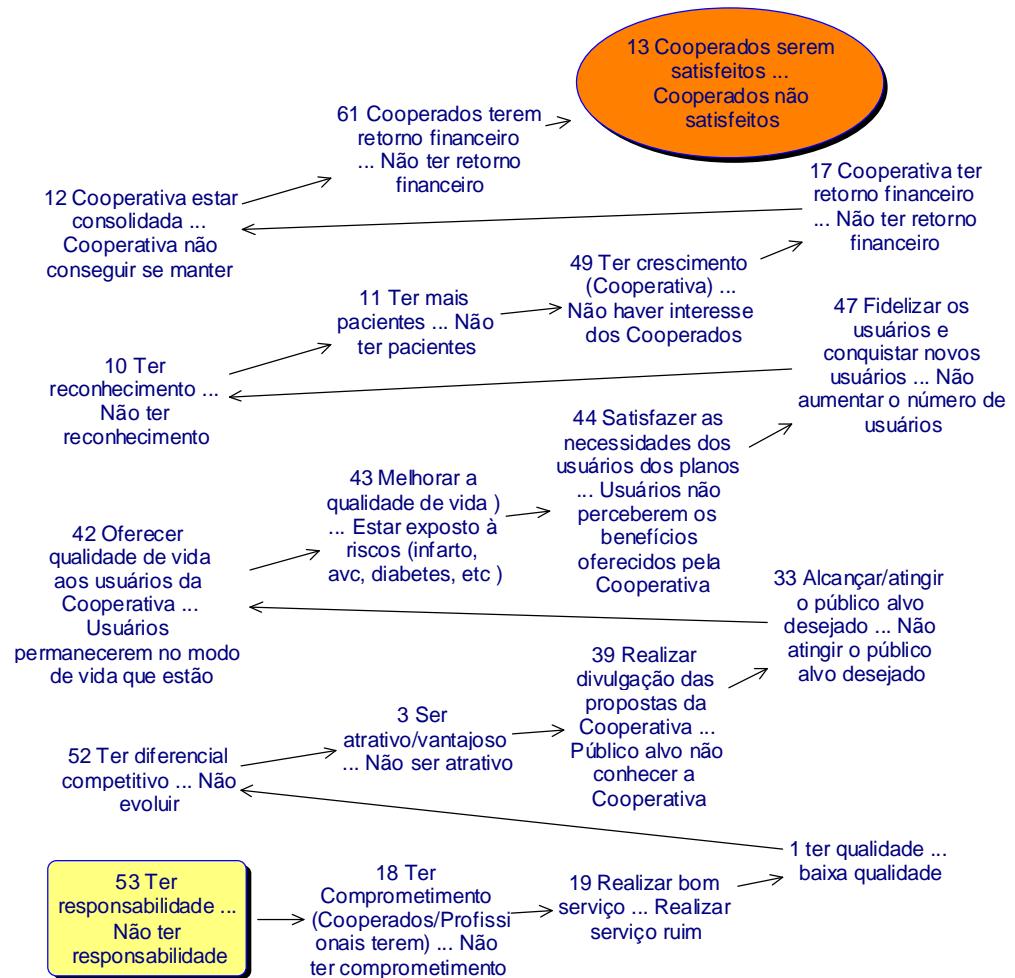 13 Cooperados serem
satisfeitos ...
Cooperados não
satisfeitos
61 Cooperados terem
retorno financeiro
... Não ter retorno
financeiro
17 Cooperativa ter
retorno financeiro
... Não ter retorno
financeiro
12 Cooperativa estar
consolidada ...
Cooperativa não
conseguir se manter
49 Ter crescimento
(Cooperativa) ...
Não haver interesse
dos Cooperados
11 Ter mais
pacientes ... Não
ter pacientes
47 Fidelizar os
usuários e
conquistar novos
usuários ... Não
aumentar o número de
usuários
10 Ter
reconhecimento ...
Não ter
reconhecimento
44 Satisfazer as
necessidades dos
usuários dos planos
... Usuários não
perceberem os
benefícios
oferecidos pela
Cooperativa
43 Melhorar a
qualidade de vida )
... Estar exposto à
riscos (infarto,
avc, diabetes, etc )
42 Oferecer
qualidade de vida
aos usuários da
Cooperativa ...
Usuários
permanecerem no modo
de vida que estão
33 Alcançar/atingir
o público alvo
desejado ... Não
atingir o público
alvo desejado
39 Realizar
divulgação das
propostas da
Cooperativa ...
Público alvo não
conhecer a
Cooperativa
3 Ser
atrativo/vantajoso
... Não ser atrativo
52 Ter diferencial
competitivo ... Não
evoluir
1 ter qualidade ...
baixa qualidade
53 Ter
responsabilidade ...
Não ter
responsabilidade
18 Ter
Comprometimento
(Cooperados/Profissi
onais terem) ... Não
ter comprometimento
19 Realizar bom
serviço ... Realizar
serviço ruim